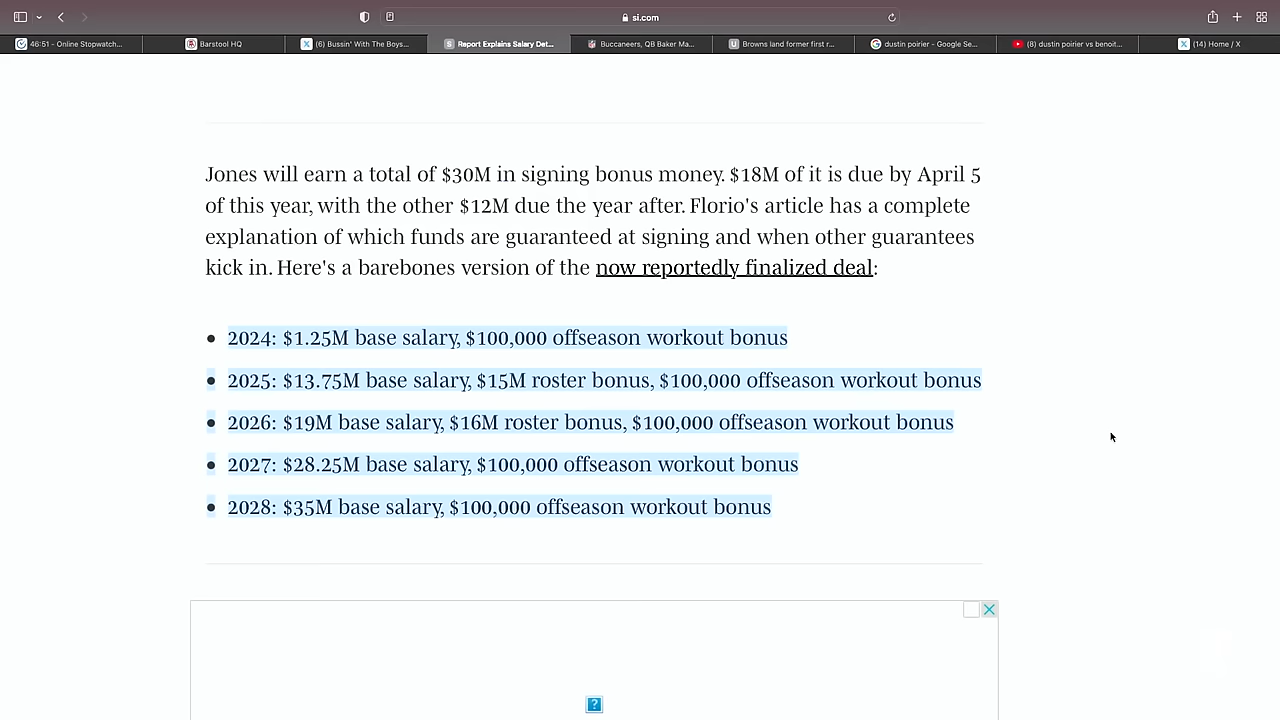 si.com
46:51 - Online Stopwatch...
Barstool HQ
(6) Bussin' With The Boys...
Report Explains Salary Det...
Buccaneers, QB Baker Ma...
Browns land former first r...
dustin poirier - Google Se...
(8) dustin poirier vs benoit...
(14) Home / X
Jones will earn a total of $30M in signing bonus money. $18M of it is due by April 5
of this year, with the other $12M due the year after. Florio's article has a complete
explanation of which funds are guaranteed at signing and when other guarantees
kick in. Here's a barebones version of the now reportedly finalized deal:
• 2024: $1.25M base salary, $100,000 offseason workout bonus
• 2025: $13.75M base salary, $15M roster bonus, $100,000 offseason workout bonus
• 2026: $19M base salary, $16M roster bonus, $100,000 offseason workout bonus
• 2027: $28.25M base salary, $100,000 offseason workout bonus
• 2028: $35M base salary, $100,000 offseason workout bonus